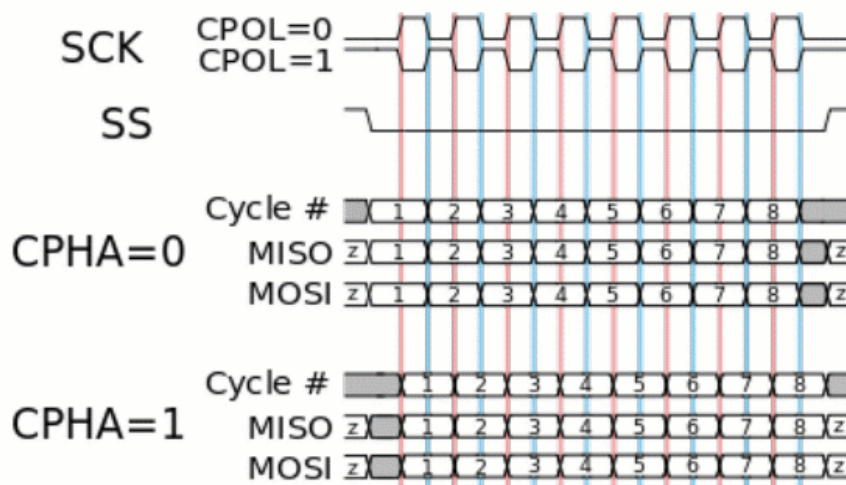 SCK CPOL=0
CPOL=1
SS
Cycle # 1 2 3 4 5 6 7 8
CPHA=0 MISO z 1 2 3 4 5 6 7 8 z
MOSI z 1 2 3 4 5 6 7 8 z
Cycle # 1 2 3 4 5 6 7 8
CPHA=1 MISO z 1 2 3 4 5 6 7 8 z
MOSI z 1 2 3 4 5 6 7 8 z